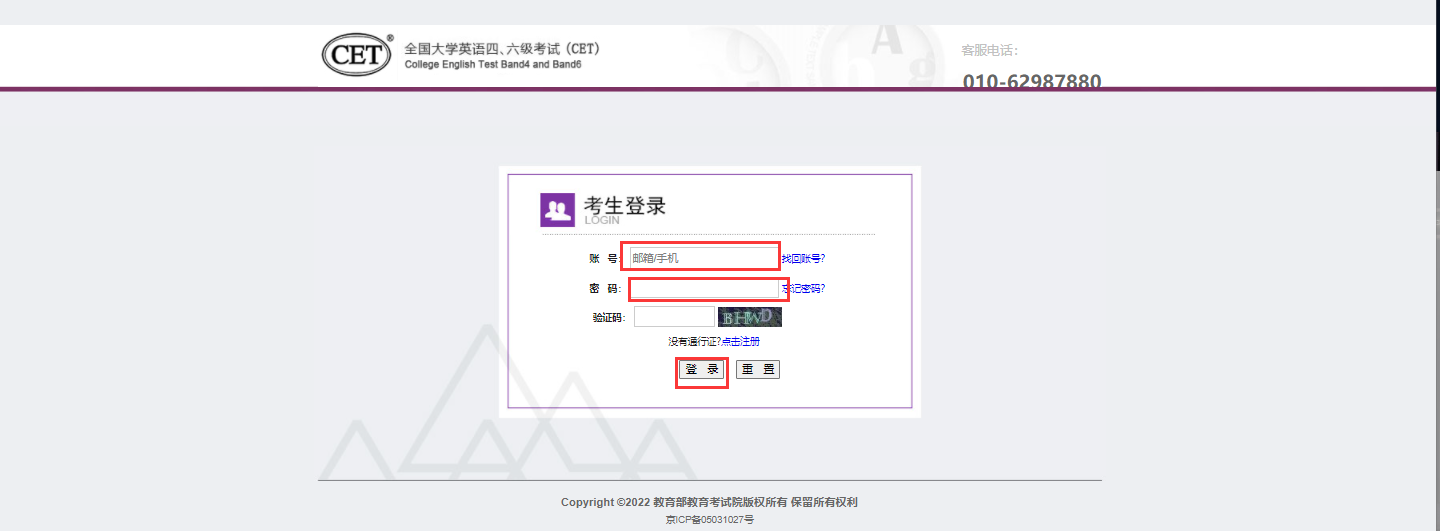 CET®
全国大学英语四、六级考试（CET）
College English Test Band4 and Band6
客服电话：
010-62987880
考生登录
LOGIN
账 号： 邮箱/手机 找回账号？
密 码： 忘记密码？
验证码： BHWD
没有通行证？点击注册
登 录 重 置
Copyright ©2022 教育部教育考试院版权所有 保留所有权利
京ICP备05031027号